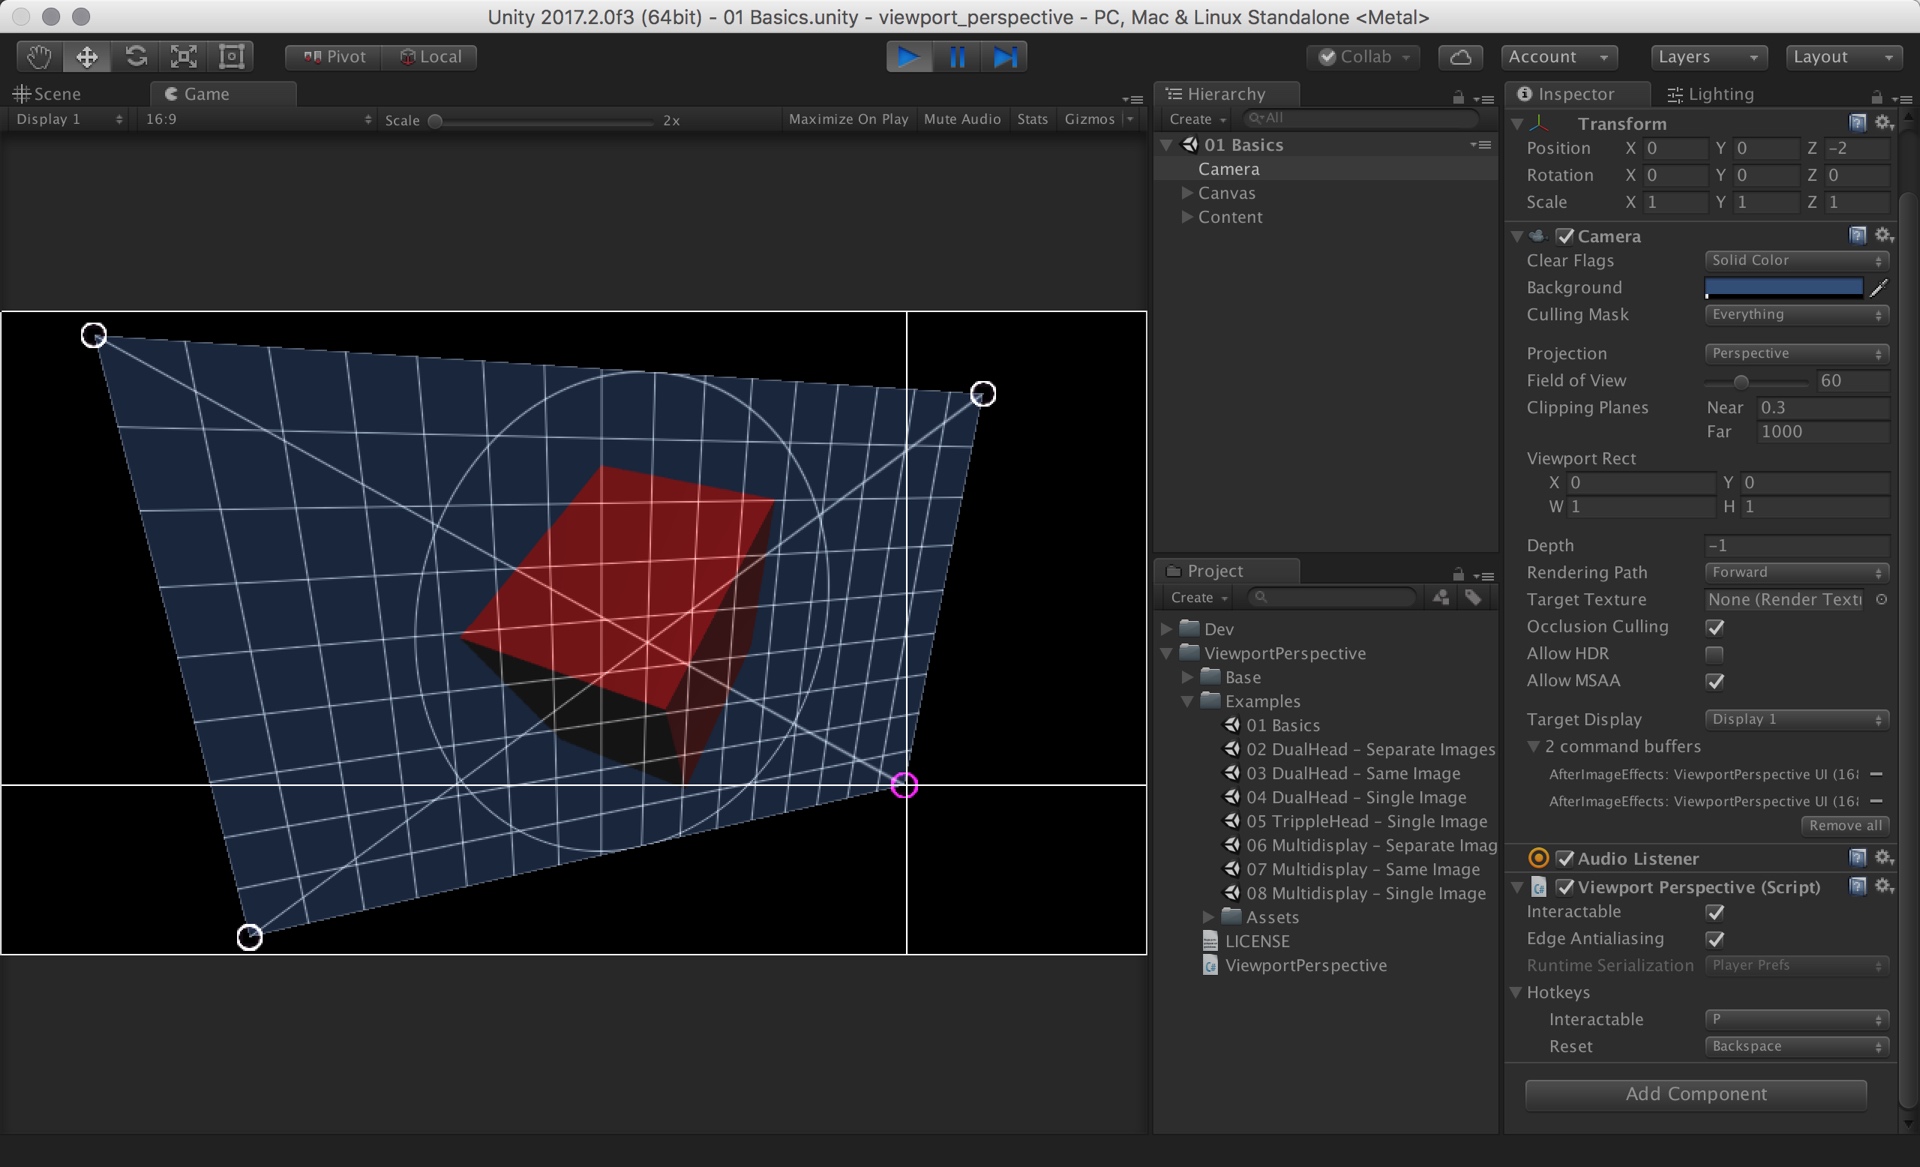 Unity 2017.2.0f3 (64bit) - 01 Basics.unity - viewport_perspective - PC, Mac & Linux Standalone <Metal>
Pivot Local Collab Account Layers Layout
Scene Game
Display 1 16:9 Scale 2x Maximize On Play Mute Audio Stats Gizmos
Hierarchy
Create All
01 Basics
Camera
Canvas
Content
Project
Create
Dev
ViewportPerspective
Base
Examples
01 Basics
02 DualHead - Separate Images
03 DualHead - Same Image
04 DualHead - Single Image
05 TrippleHead - Single Image
06 Multidisplay - Separate Imag
07 Multidisplay - Same Image
08 Multidisplay - Single Image
Assets
LICENSE
C# ViewportPerspective
Inspector Lighting
Transform
Position X 0 Y 0 Z -2
Rotation X 0 Y 0 Z 0
Scale X 1 Y 1 Z 1
Camera
Clear Flags Solid Color
Background
Culling Mask Everything
Projection Perspective
Field of View 60
Clipping Planes Near 0.3
Far 1000
Viewport Rect
X 0 Y 0
W 1 H 1
Depth -1
Rendering Path Forward
Target Texture None (Render Text
Occlusion Culling
Allow HDR
Allow MSAA
Target Display Display 1
2 command buffers
AfterImageEffects: ViewportPerspective UI (16
AfterImageEffects: ViewportPerspective UI (16
Remove all
Audio Listener
C# Viewport Perspective (Script)
Interactable
Edge Antialiasing
Runtime Serialization Player Prefs
Hotkeys
Interactable P
Reset Backspace
Add Component